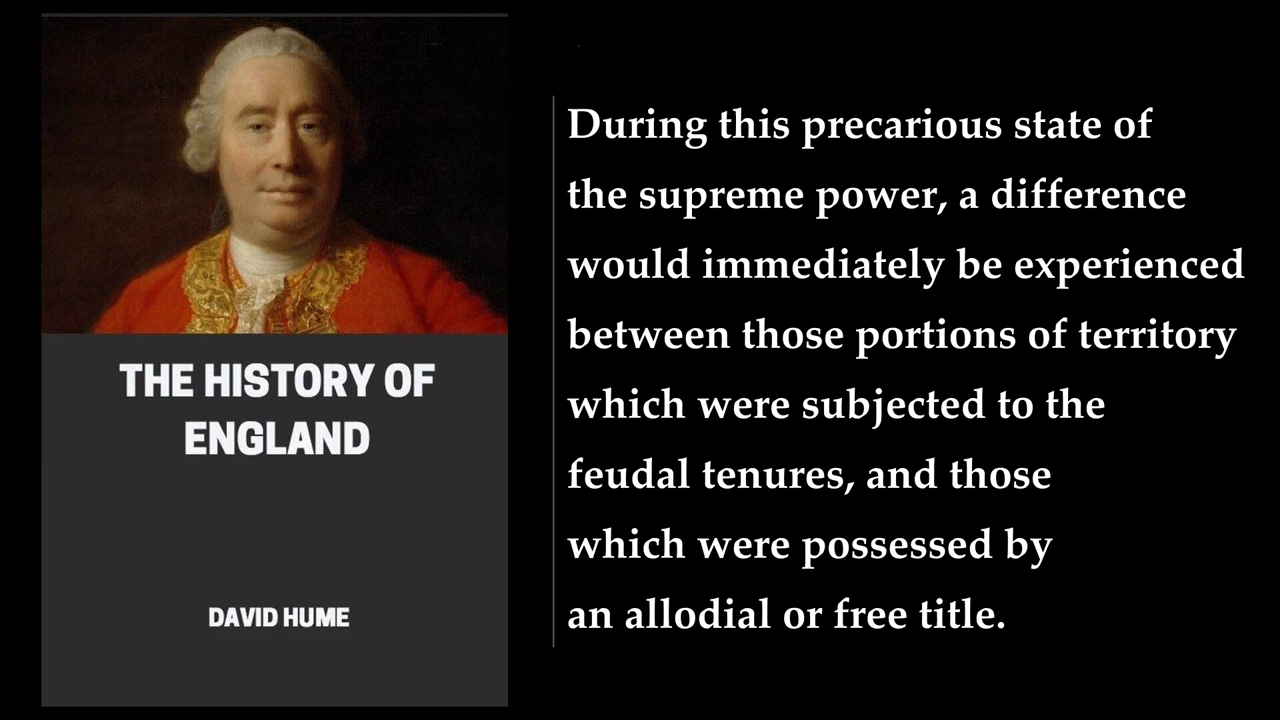 THE HISTORY OF
ENGLAND
DAVID HUME
During this precarious state of
the supreme power, a difference
would immediately be experienced
between those portions of territory
which were subjected to the
feudal tenures, and those
which were possessed by
an allodial or free title.